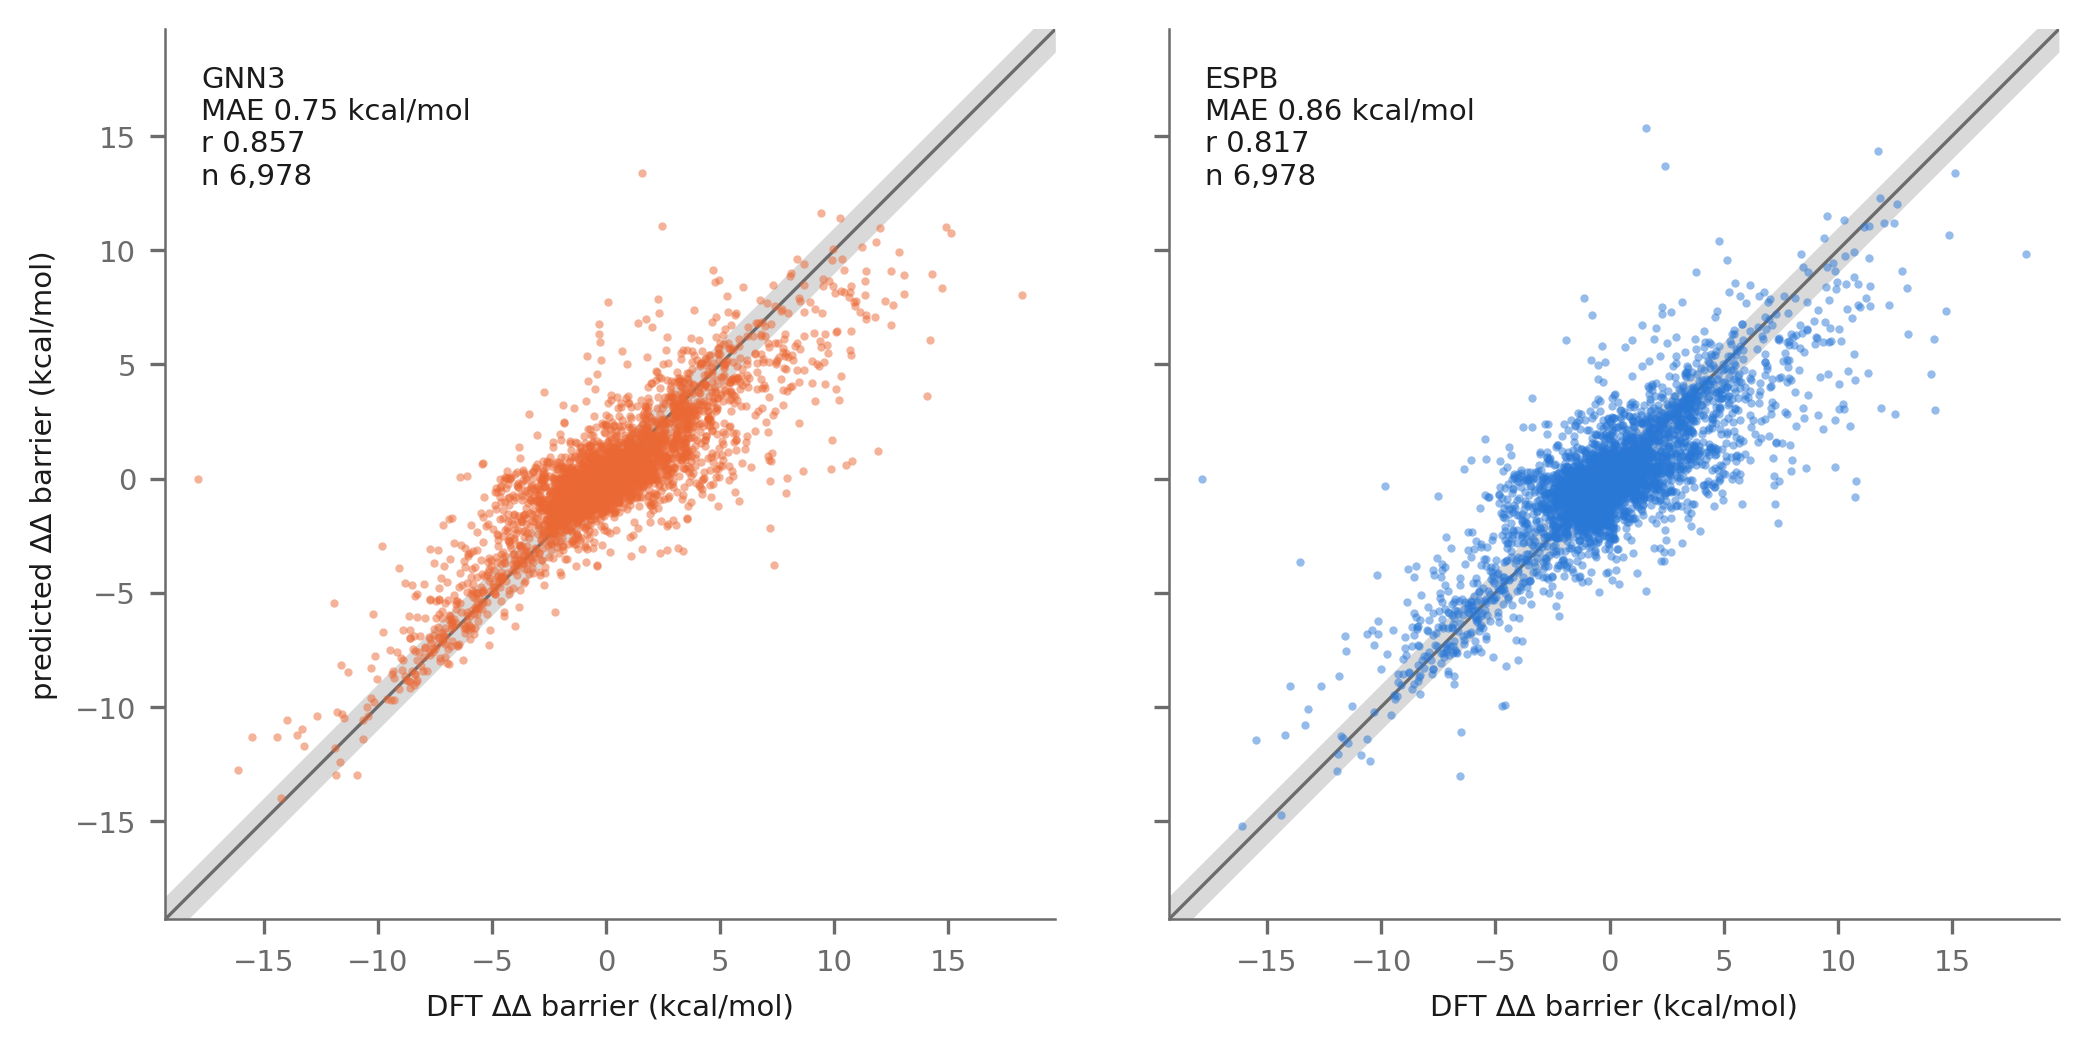 GNN3
MAE 0.75 kcal/mol
r 0.857
n 6,978
predicted ΔΔ barrier (kcal/mol)
15
10
5
0
−5
−10
−15
−15 −10 −5 0 5 10 15
DFT ΔΔ barrier (kcal/mol)
ESPB
MAE 0.86 kcal/mol
r 0.817
n 6,978
−15 −10 −5 0 5 10 15
DFT ΔΔ barrier (kcal/mol)